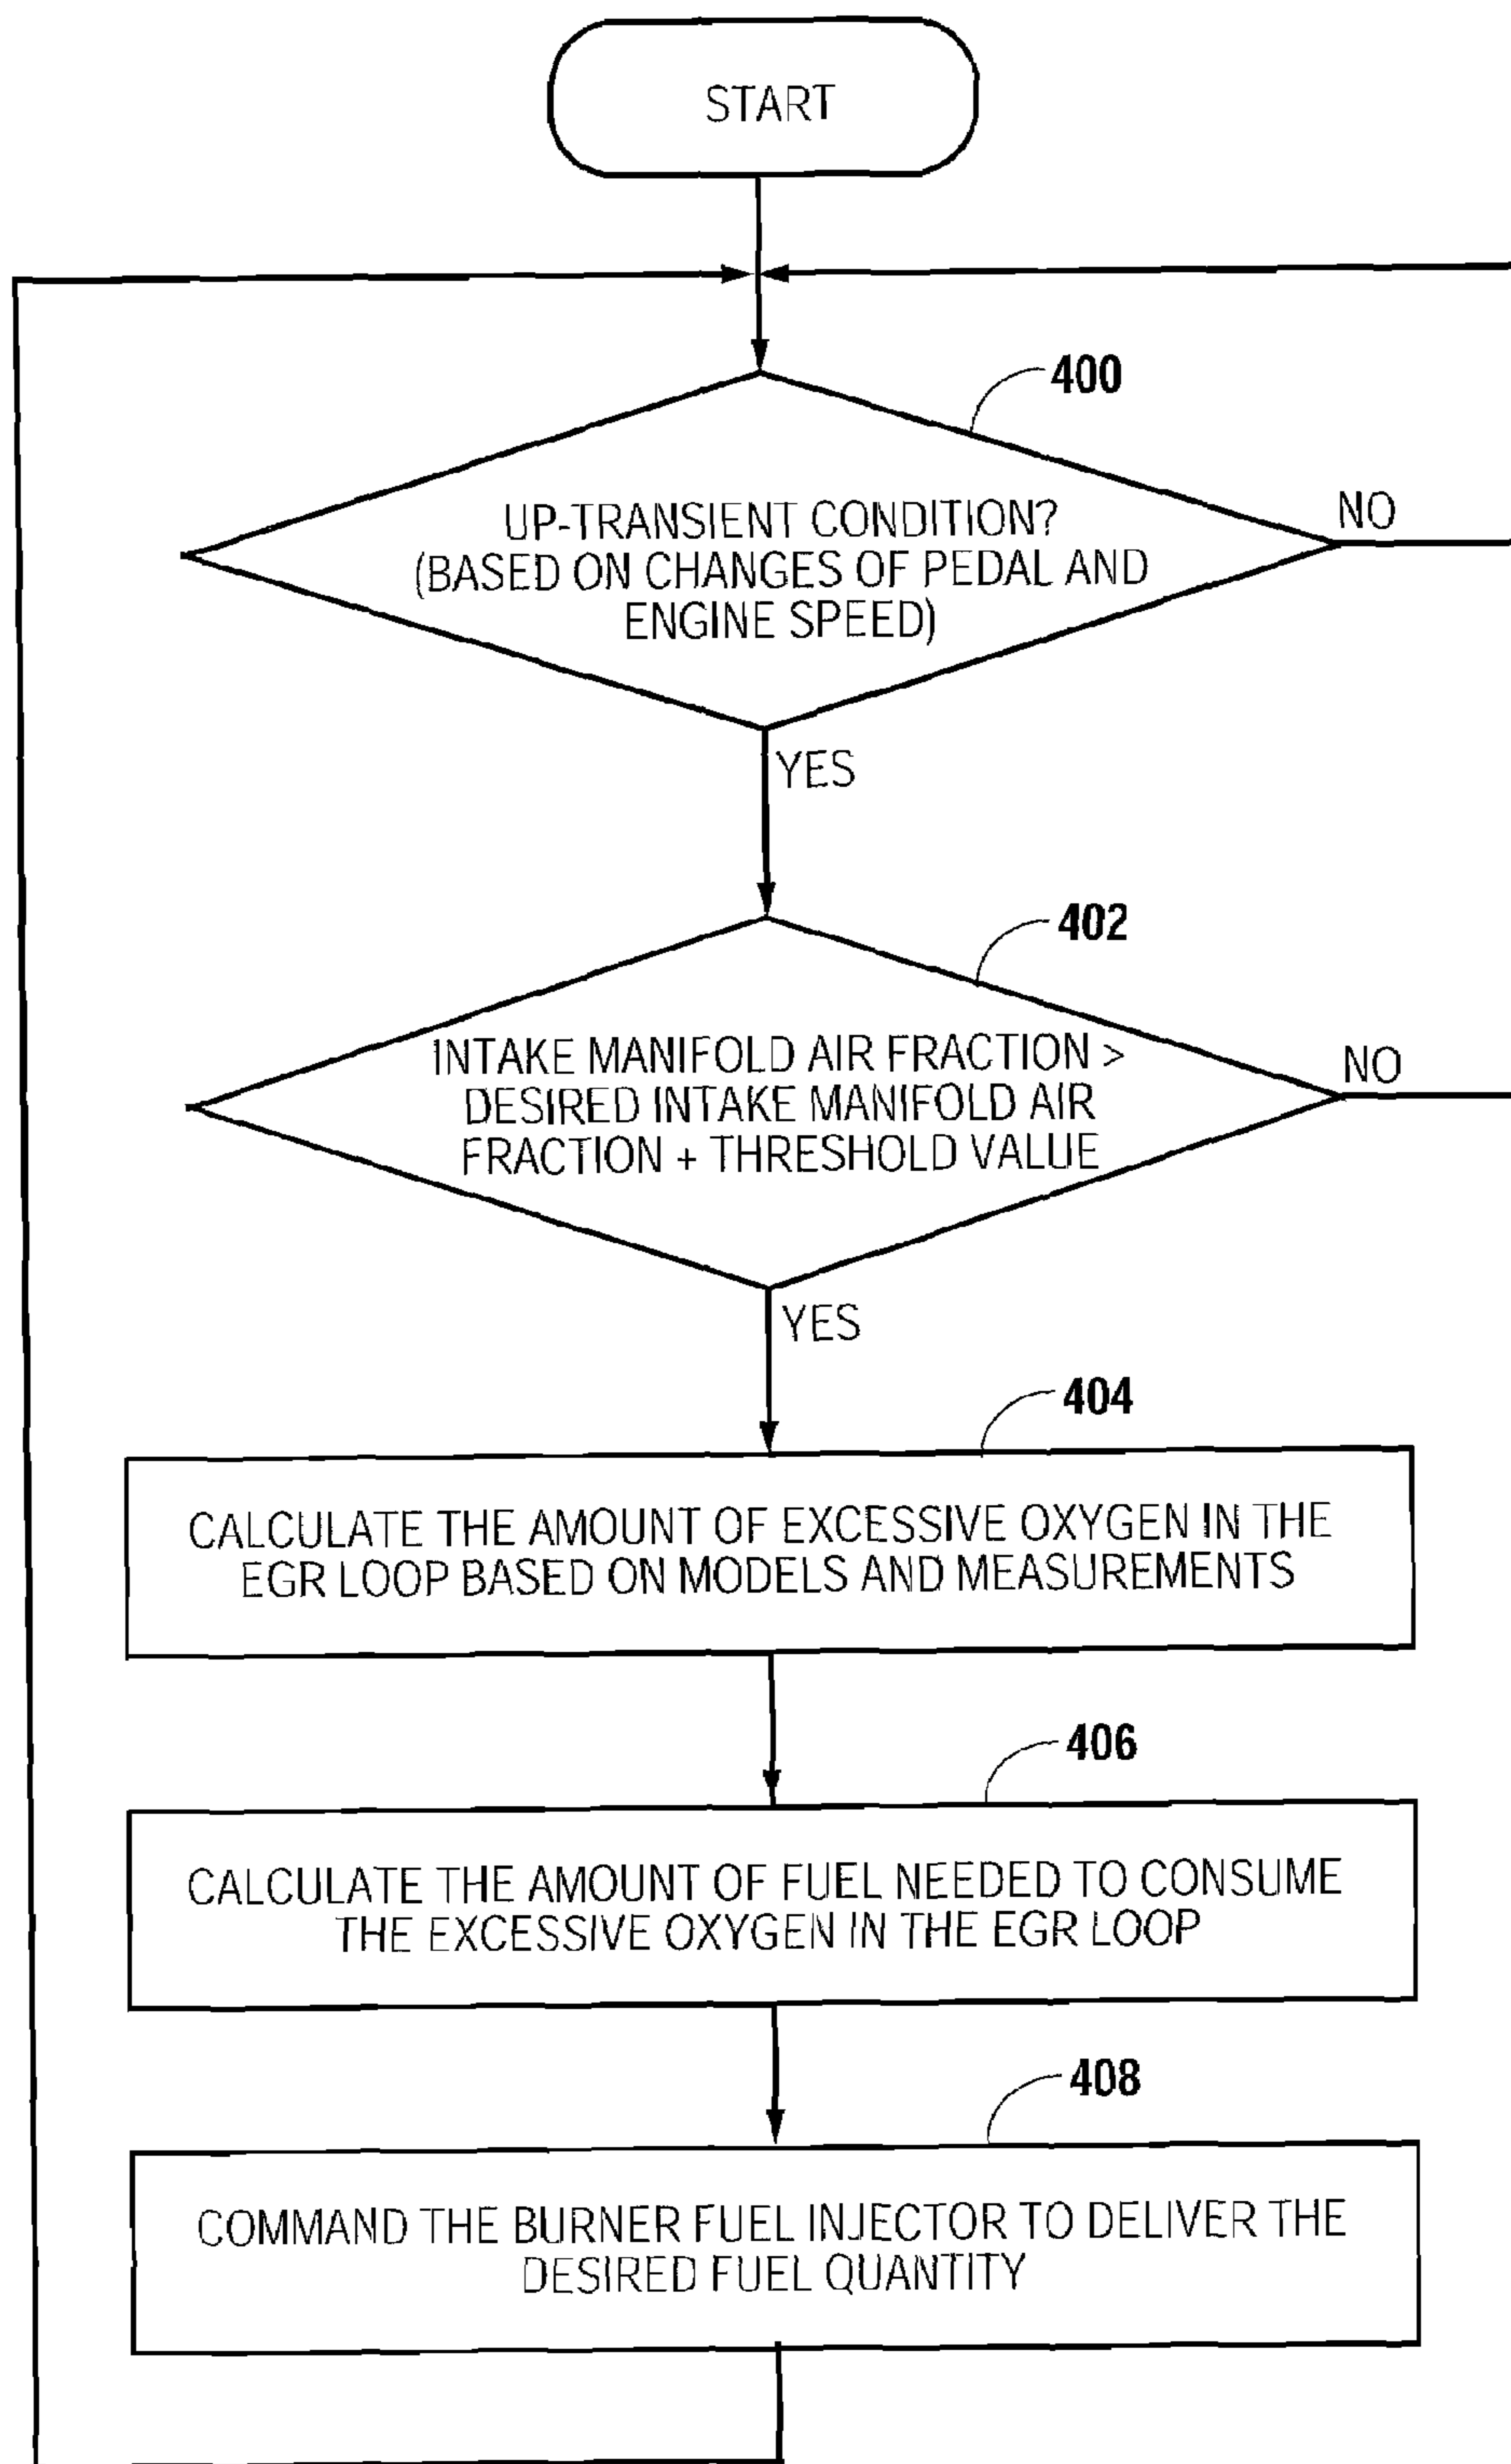 START
400
UP-TRANSIENT CONDITION?
(BASED ON CHANGES OF PEDAL AND
ENGINE SPEED)
NO
YES
402
INTAKE MANIFOLD AIR FRACTION >
DESIRED INTAKE MANIFOLD AIR
FRACTION + THRESHOLD VALUE
NO
YES
404
CALCULATE THE AMOUNT OF EXCESSIVE OXYGEN IN THE
EGR LOOP BASED ON MODELS AND MEASUREMENTS
406
CALCULATE THE AMOUNT OF FUEL NEEDED TO CONSUME
THE EXCESSIVE OXYGEN IN THE EGR LOOP
408
COMMAND THE BURNER FUEL INJECTOR TO DELIVER THE
DESIRED FUEL QUANTITY